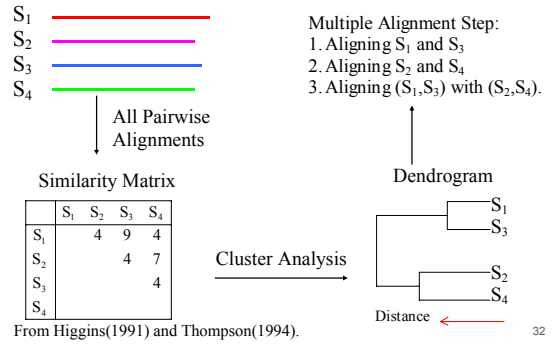 S₁
S₂
S₃
S₄
All Pairwise
Alignments
Similarity Matrix
S₁ S₂ S₃ S₄
S₁ 4 9 4
S₂ 4 7
S₃ 4
S₄
From Higgins(1991) and Thompson(1994).
Cluster Analysis
Multiple Alignment Step:
1. Aligning S₁ and S₃
2. Aligning S₂ and S₄
3. Aligning (S₁,S₃) with (S₂,S₄).
Dendrogram
S₁
S₃
S₂
S₄
Distance
32